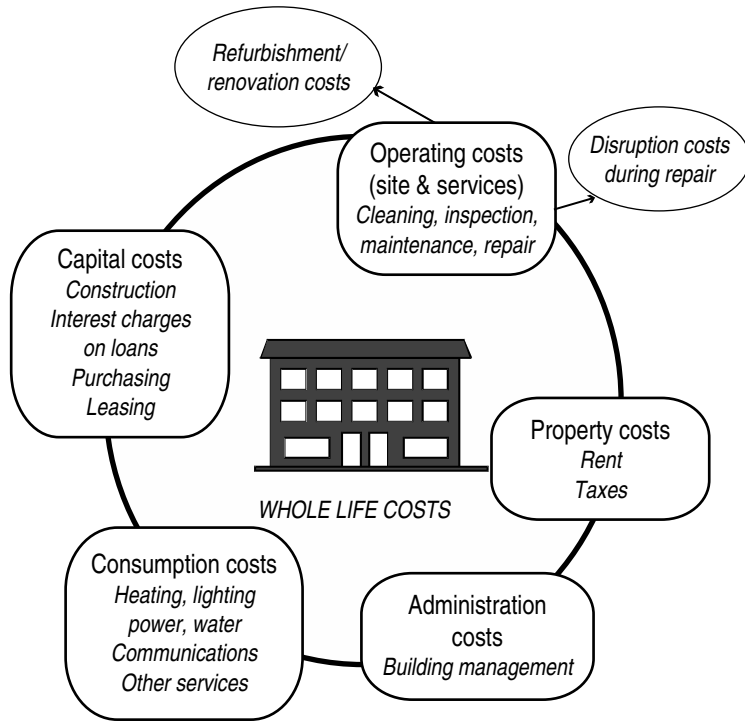 Refurbishment/
renovation costs
Operating costs
(site & services)
Cleaning, inspection,
maintenance, repair
Disruption costs
during repair
Capital costs
Construction
Interest charges
on loans
Purchasing
Leasing
Property costs
Rent
Taxes
WHOLE LIFE COSTS
Consumption costs
Heating, lighting
power, water
Communications
Other services
Administration
costs
Building management